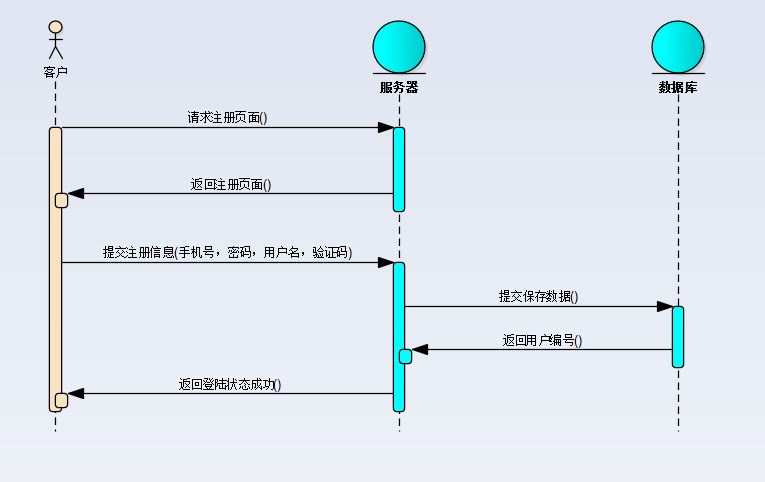 客户
服务器
数据库
请求注册页面()
返回注册页面()
提交注册信息(手机号，密码，用户名，验证码)
提交保存数据()
返回用户编号()
返回登陆状态成功()